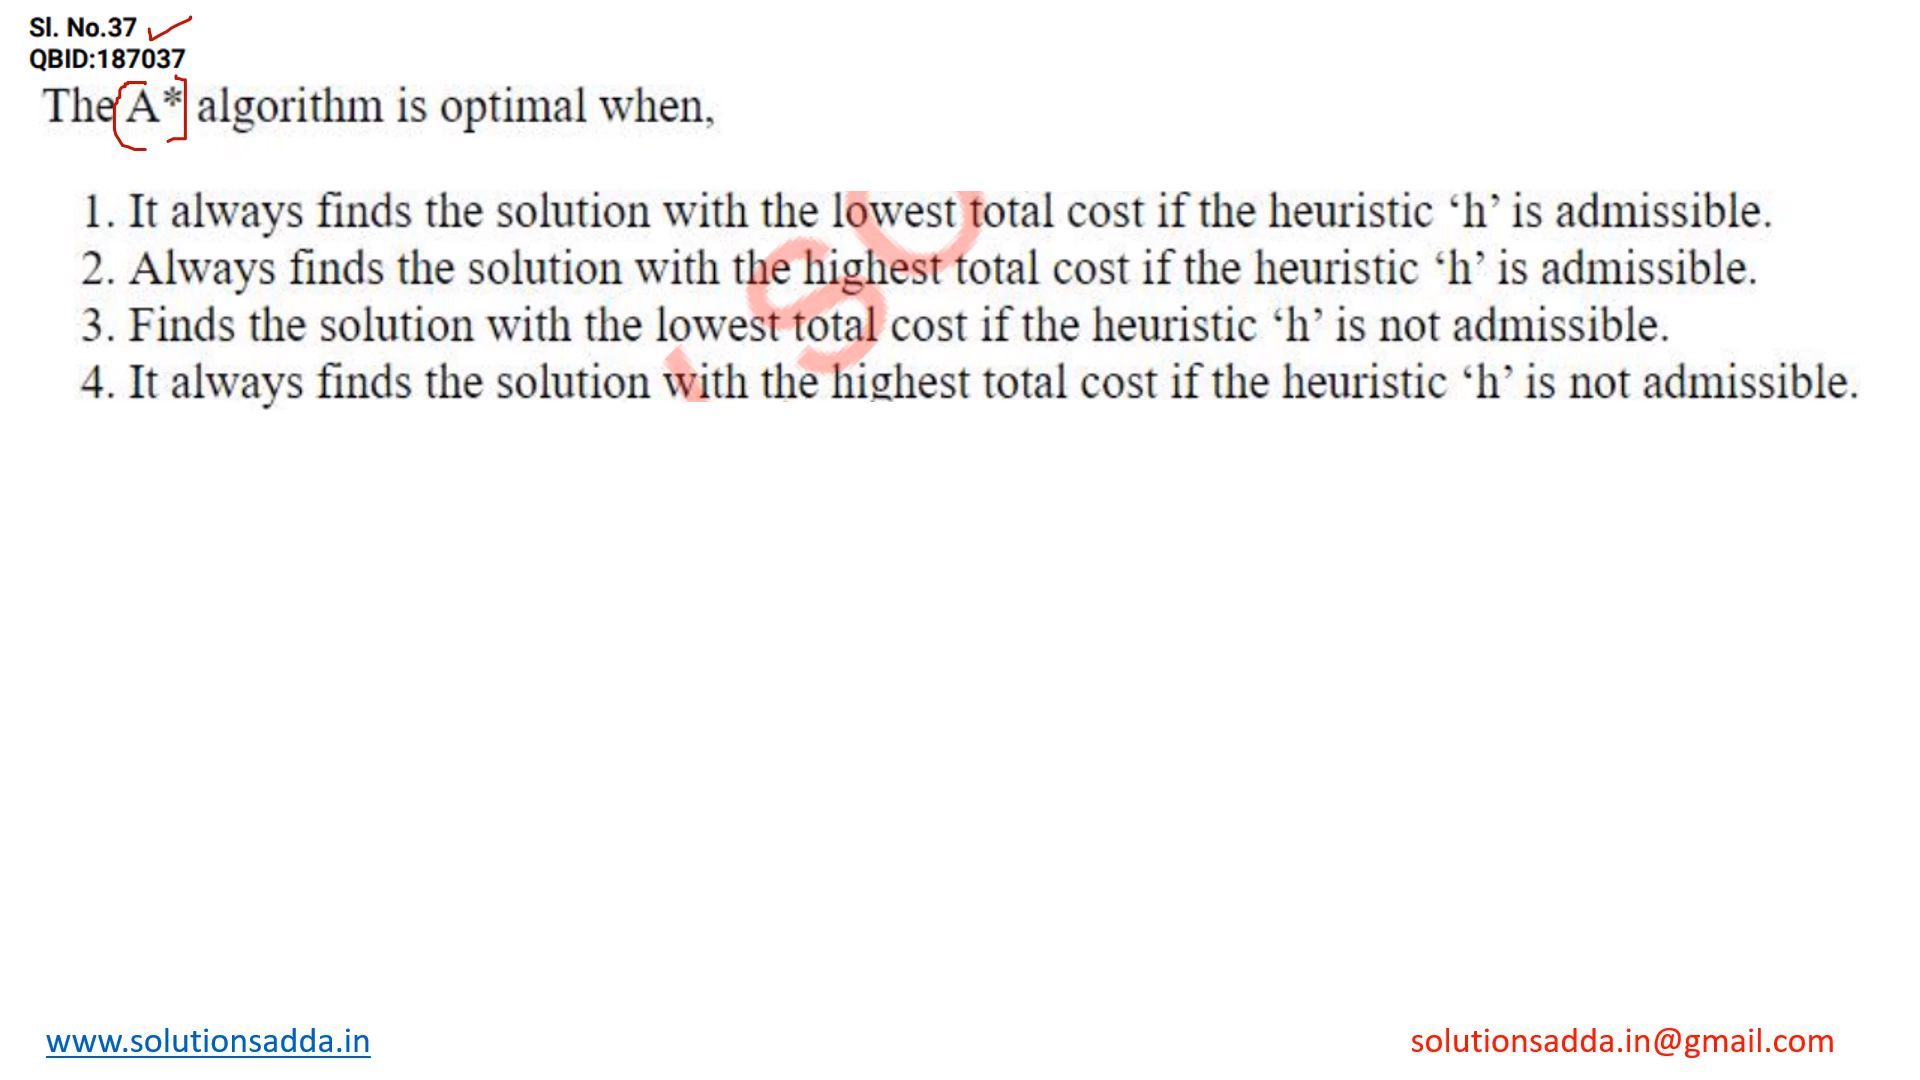 Sl. No.37
QBID:187037
The A* algorithm is optimal when,
1. It always finds the solution with the lowest total cost if the heuristic ‘h’ is admissible.
2. Always finds the solution with the highest total cost if the heuristic ‘h’ is admissible.
3. Finds the solution with the lowest total cost if the heuristic ‘h’ is not admissible.
4. It always finds the solution with the highest total cost if the heuristic ‘h’ is not admissible.
www.solutionsadda.in
solutionsadda.in@gmail.com